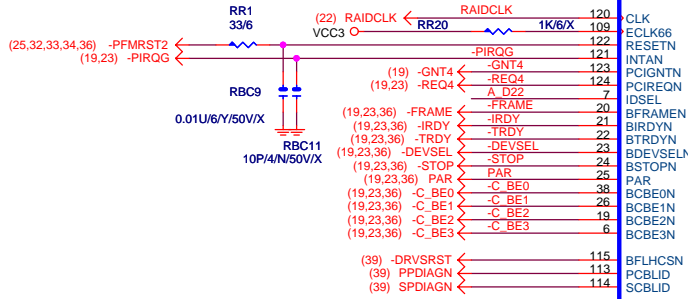 RR1
33/6
(22) RAIDCLK RAIDCLK 120 CLK
VCC3 RR20 1K/6/X 109 ECLK66
(25,32,33,34,36) -PFMRST2 122 RESETN
(19,23) -PIRQG -PIRQG 121 INTAN
(19) -GNT4 -GNT4 123 PCIGNTN
(19,23) -REQ4 -REQ4 124 PCIREQN
A_D22 7 IDSEL
(19,23,36) -FRAME -FRAME 20 BFRAMEN
(19,23,36) -IRDY -IRDY 21 BIRDYN
(19,23,36) -TRDY -TRDY 22 BTRDYN
(19,23,36) -DEVSEL -DEVSEL 23 BDEVSELN
(19,23,36) -STOP -STOP 24 BSTOPN
(19,23,36) PAR PAR 25 PAR
(19,23,36) -C_BE0 -C_BE0 38 BCBE0N
(19,23,36) -C_BE1 -C_BE1 26 BCBE1N
(19,23,36) -C_BE2 -C_BE2 19 BCBE2N
(19,23,36) -C_BE3 -C_BE3 6 BCBE3N
RBC9
0.01U/6/Y/50V/X
RBC11
10P/4/N/50V/X
(39) -DRVSRST 115 BFLHCSN
(39) PPDIAGN 113 PCBLID
(39) SPDIAGN 114 SCBLID